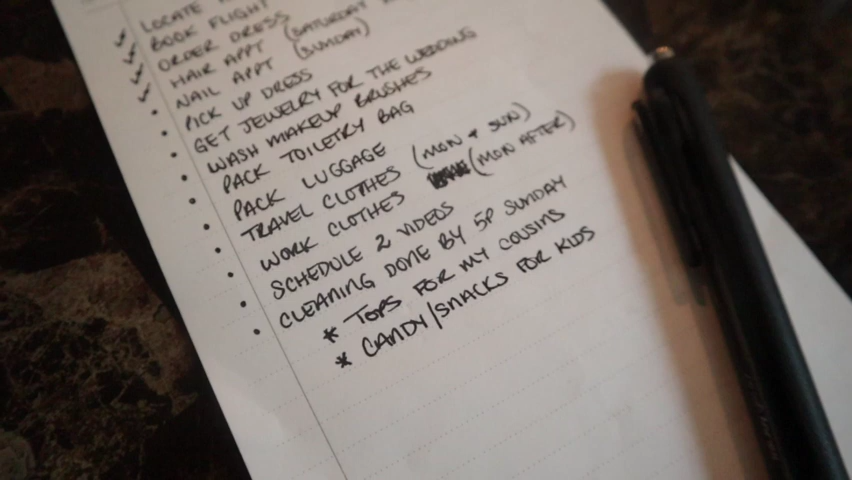 LOCATE
✓ BOOK FLIGHT
✓ ORDER DRESS
✓ HAIR APPT (SATURDAY
✓ NAIL APPT (SUNDAY)
• PICK UP DRESS
• GET JEWELRY FOR THE WEDDING
• WASH MAKEUP BRUSHES
• PACK TOILETRY BAG
• PACK LUGGAGE
• TRAVEL CLOTHES (MON + SUN)
• WORK CLOTHES (MON AFTER)
• SCHEDULE 2 VIDEOS
• CLEANING DONE BY 5P SUNDAY
* TOPS FOR MY COUSINS
* CANDY/SNACKS FOR KIDS